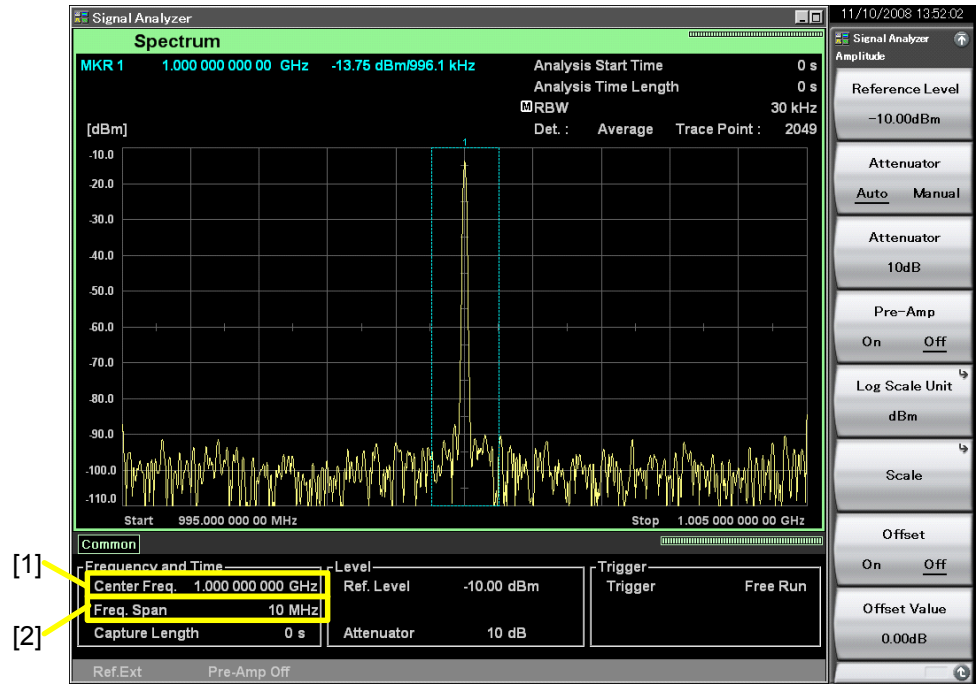 Signal Analyzer
Spectrum
MKR 1 1.000 000 000 00 GHz -13.75 dBm/996.1 kHz
Analysis Start Time 0 s
Analysis Time Length 0 s
M RBW 30 kHz
[dBm]
Det. : Average Trace Point : 2049
1
-10.0
-20.0
-30.0
-40.0
-50.0
-60.0
-70.0
-80.0
-90.0
-100.0
-110.0
Start 995.000 000 00 MHz
Stop 1.005 000 000 00 GHz
Common
Frequency and Time
[1]
Center Freq. 1.000 000 000 GHz
[2]
Freq. Span 10 MHz
Capture Length 0 s
Level
Ref. Level -10.00 dBm
Attenuator 10 dB
Trigger
Trigger Free Run
Ref.Ext Pre-Amp Off
11/10/2008 13:52:02
Signal Analyzer
Amplitude
Reference Level
-10.00dBm
Attenuator
Auto Manual
Attenuator
10dB
Pre-Amp
On Off
Log Scale Unit
dBm
Scale
Offset
On Off
Offset Value
0.00dB